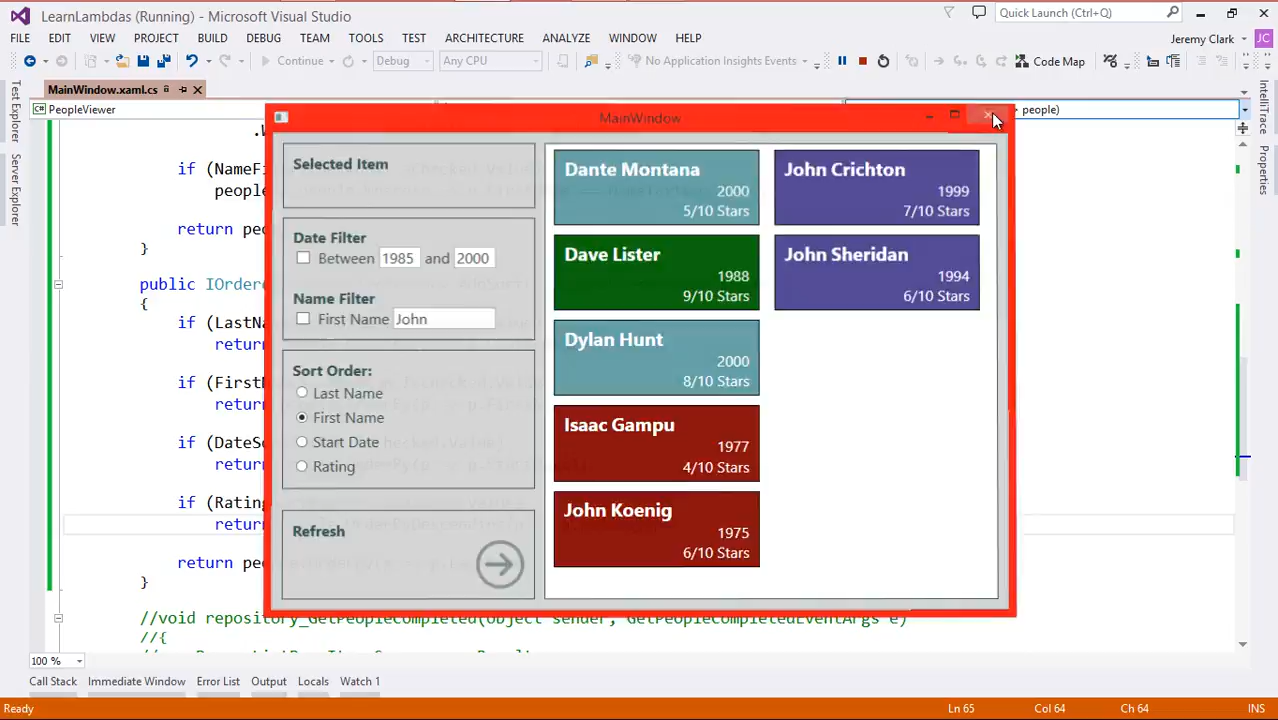 LearnLambdas (Running) - Microsoft Visual Studio
Quick Launch (Ctrl+Q)
FILE EDIT VIEW PROJECT BUILD DEBUG TEAM TOOLS TEST ARCHITECTURE ANALYZE WINDOW HELP
Jeremy Clark JC
Continue Debug Any CPU No Application Insights Events Code Map
MainWindow.xaml.cs
PeopleViewer
people)
MainWindow
if (NameFi
people
return pe
}
public IOrder
{
if (LastN
return
if (FirstN
return
if (DateSo
return
if (Rating
return
return peop
}
//void repository_GetPeopleCompleted(object sender, GetPeopleCompletedEventArgs e)
//{
Selected Item
Date Filter
Between 1985 and 2000
Name Filter
First Name John
Sort Order:
Last Name
First Name
Start Date
Rating
Refresh
Dante Montana
2000
5/10 Stars
John Crichton
1999
7/10 Stars
Dave Lister
1988
9/10 Stars
John Sheridan
1994
6/10 Stars
Dylan Hunt
2000
8/10 Stars
Isaac Gampu
1977
4/10 Stars
John Koenig
1975
6/10 Stars
Test Explorer
Server Explorer
IntelliTrace
Properties
100 %
Call Stack Immediate Window Error List Output Locals Watch 1
Ready Ln 65 Col 64 Ch 64 INS